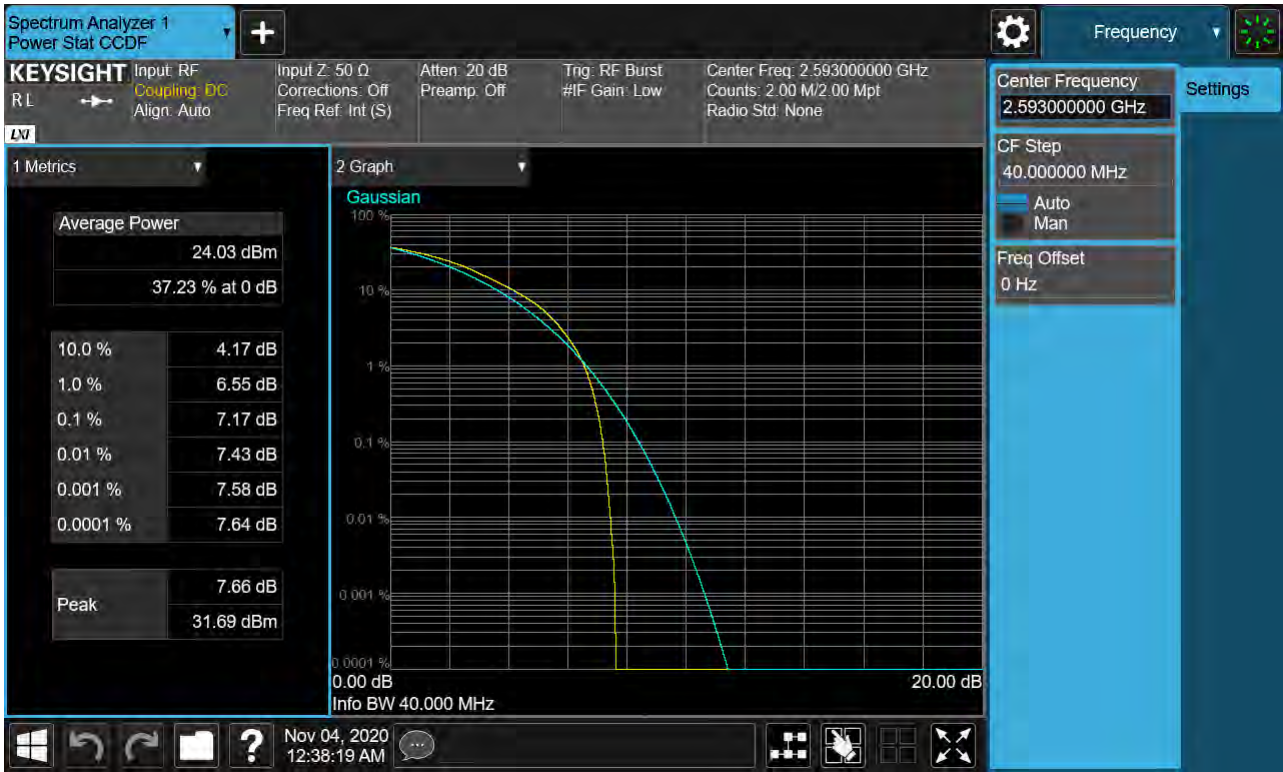 Spectrum Analyzer 1
Power Stat CCDF
Frequency
KEYSIGHT
R L
LXI
Input: RF
Coupling: DC
Align: Auto
Input Z: 50 Ω
Corrections: Off
Freq Ref: Int (S)
Atten: 20 dB
Preamp: Off
Trig: RF Burst
#IF Gain: Low
Center Freq: 2.593000000 GHz
Counts: 2.00 M/2.00 Mpt
Radio Std: None
Center Frequency
2.593000000 GHz
Settings
CF Step
40.000000 MHz
Auto
Man
Freq Offset
0 Hz
1 Metrics
Average Power
24.03 dBm
37.23 % at 0 dB
10.0 % 4.17 dB
1.0 % 6.55 dB
0.1 % 7.17 dB
0.01 % 7.43 dB
0.001 % 7.58 dB
0.0001 % 7.64 dB
Peak
7.66 dB
31.69 dBm
2 Graph
Gaussian
100 %
10 %
1 %
0.1 %
0.01 %
0.001 %
0.0001 %
0.00 dB 20.00 dB
Info BW 40.000 MHz
?
Nov 04, 2020
12:38:19 AM